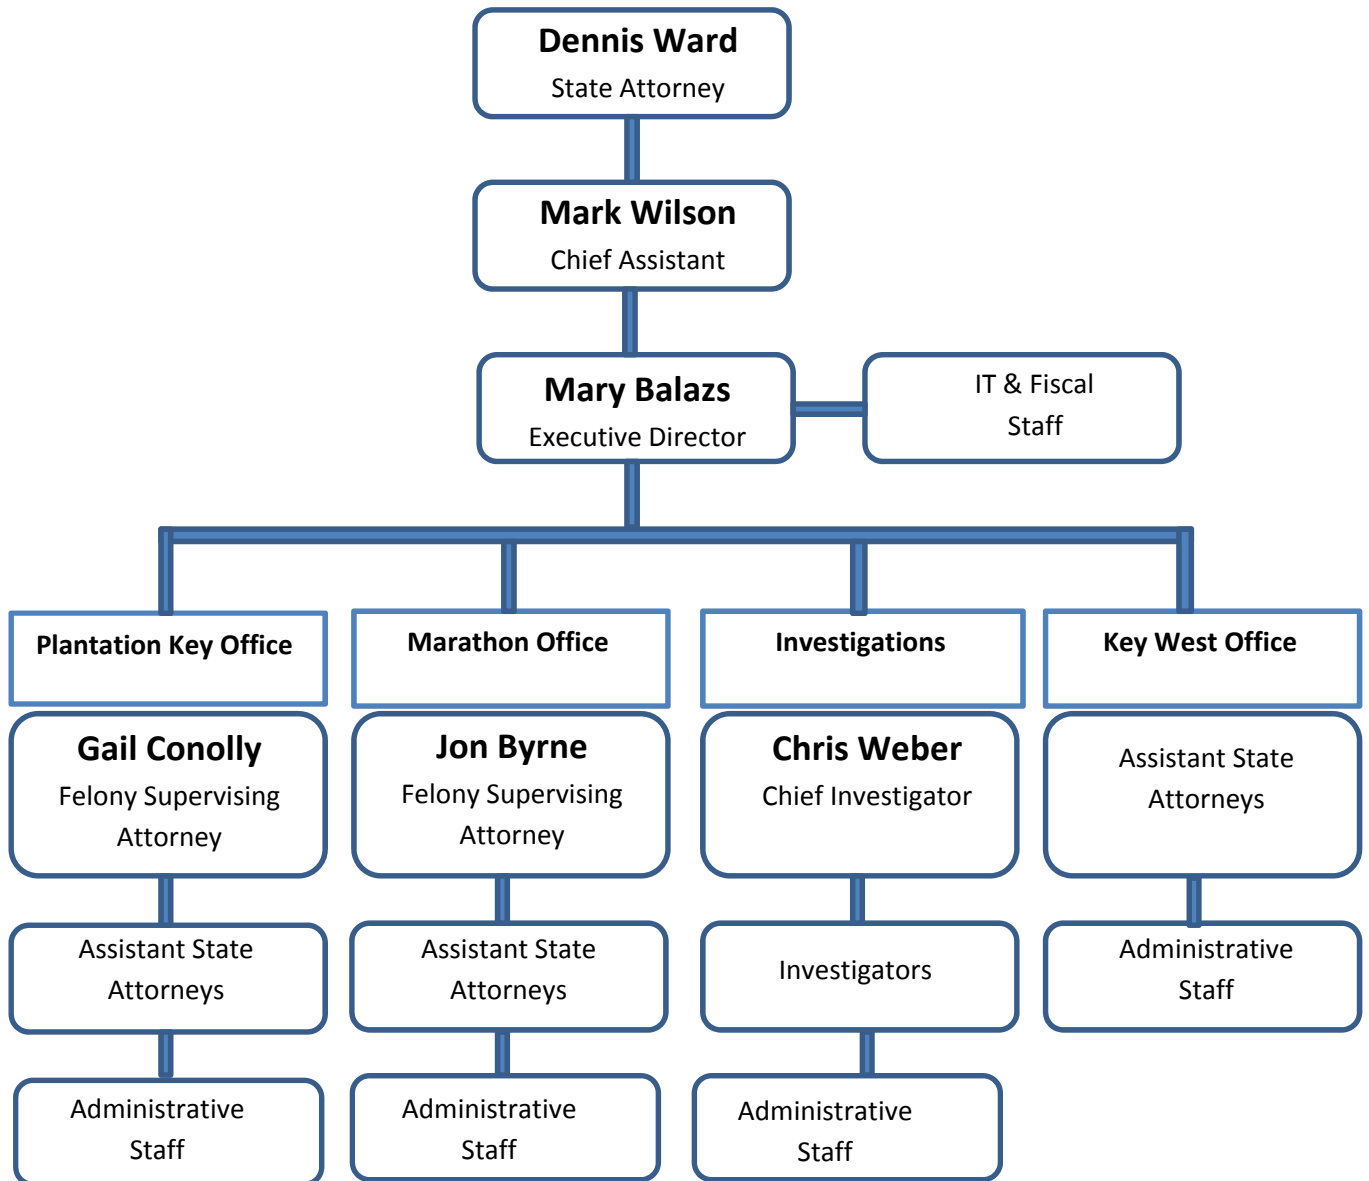 Dennis Ward
State Attorney
Mark Wilson
Chief Assistant
Mary Balazs
Executive Director
IT & Fiscal
Staff
Plantation Key Office
Marathon Office
Investigations
Key West Office
Gail Conolly
Felony Supervising
Attorney
Jon Byrne
Felony Supervising
Attorney
Chris Weber
Chief Investigator
Assistant State
Attorneys
Assistant State
Attorneys
Assistant State
Attorneys
Investigators
Administrative
Staff
Administrative
Staff
Administrative
Staff
Administrative
Staff